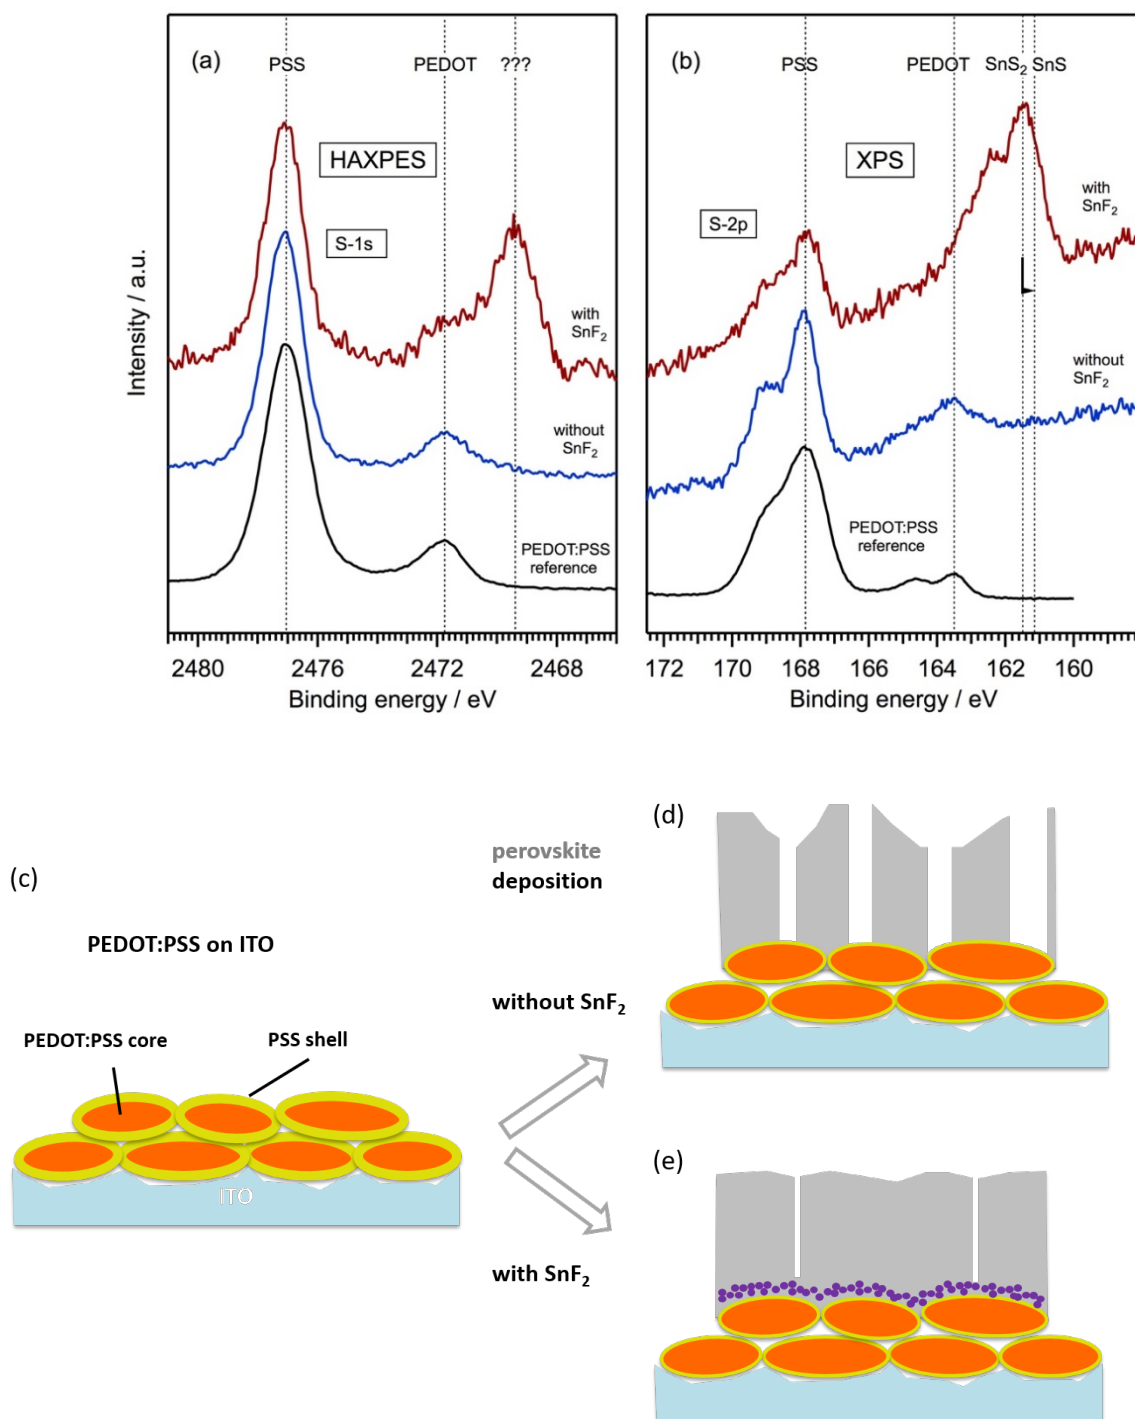 (a)
PSS
PEDOT
???
HAXPES
S-1s
with
SnF2
without
SnF2
PEDOT:PSS
reference
Intensity / a.u.
2480
2476
2472
2468
Binding energy / eV
(b)
PSS
PEDOT
SnS2
SnS
XPS
S-2p
with
SnF2
without
SnF2
PEDOT:PSS
reference
172
170
168
166
164
162
160
Binding energy / eV
(c)
PEDOT:PSS on ITO
PEDOT:PSS core
PSS shell
ITO
perovskite
deposition
without SnF2
with SnF2
(d)
(e)